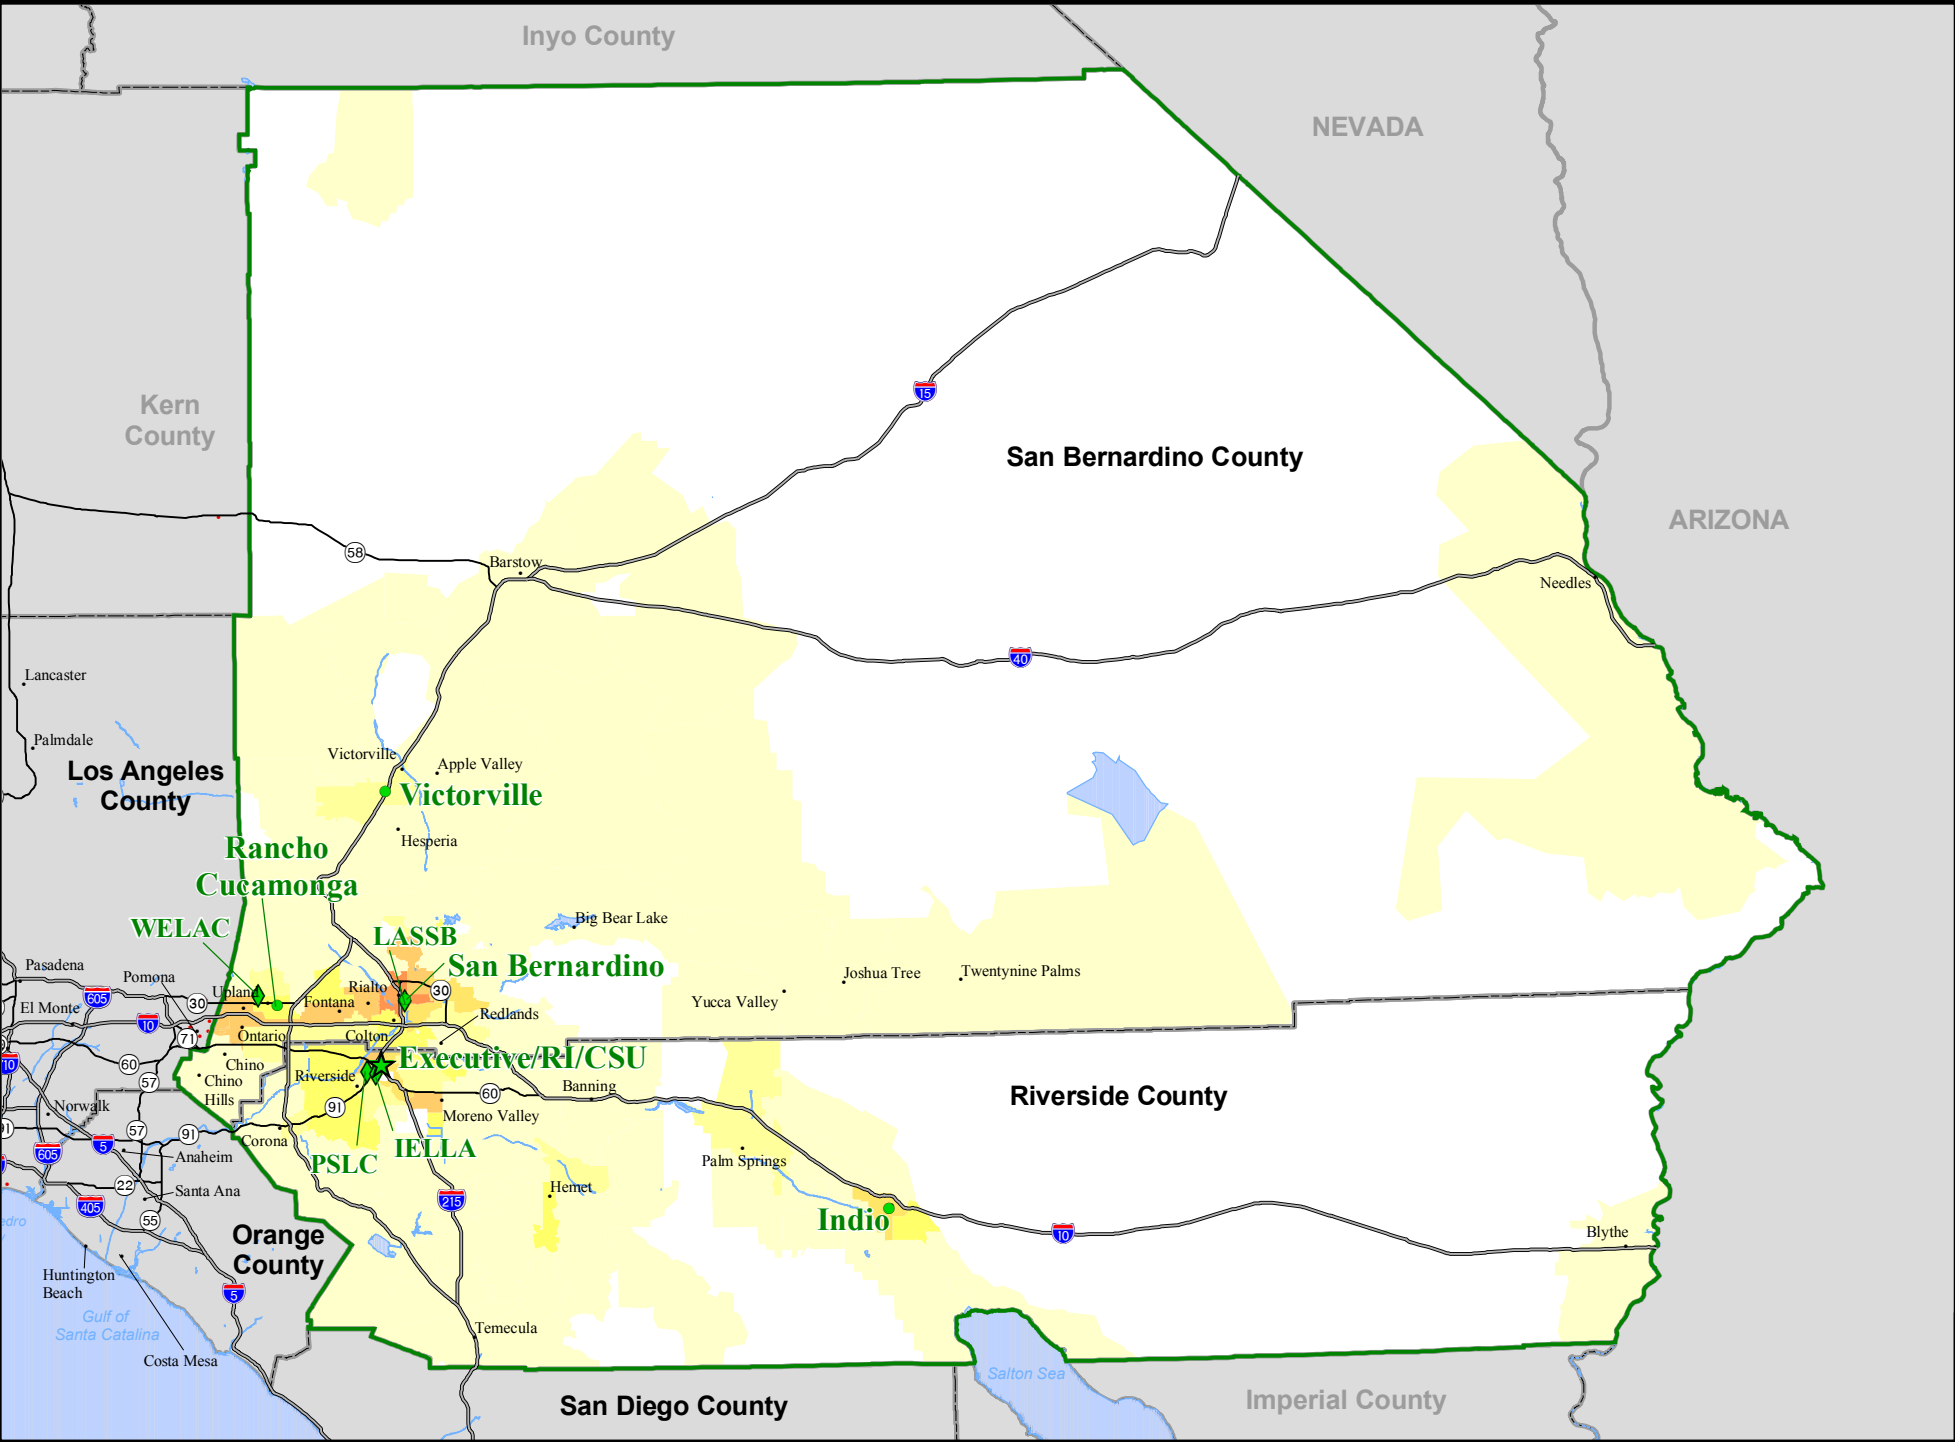 Inyo County
NEVADA
Kern
County
15
San Bernardino County
ARIZONA
58
Barstow
Needles
40
Lancaster
Palmdale
Los Angeles
County
Victorville
Apple Valley
Victorville
Hesperia
Rancho
Cucamonga
WELAC
LASSB
Big Bear Lake
San Bernardino
Pasadena
Pomona
Joshua Tree
Twentynine Palms
Yucca Valley
605
30
Upland
Fontana
Rialto
30
El Monte
10
71
Ontario
Colton
Redlands
10
60
57
Chino
Chino
Hills
Riverside
Executive/RI/CSU
60
Banning
Riverside County
91
Moreno Valley
Norwalk
91
57
91
5
605
Anaheim
Corona
PSLC
IELLA
Palm Springs
22
Santa Ana
405
55
215
Hemet
Indio
10
Blythe
edro
Orange
County
Huntington
Beach
5
Gulf of
Santa Catalina
Costa Mesa
Temecula
Salton Sea
San Diego County
Imperial County